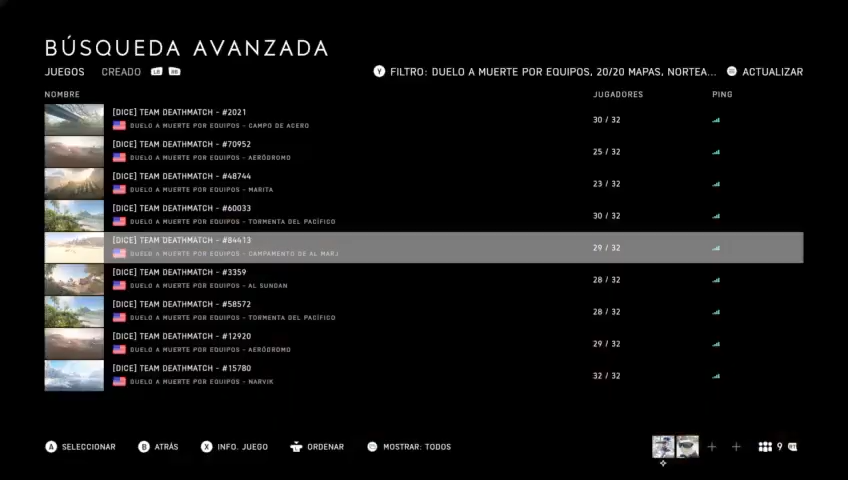 BÚSQUEDA AVANZADA
JUEGOS CREADO LB RB Y FILTRO: DUELO A MUERTE POR EQUIPOS, 20/20 MAPAS, NORTEA... ACTUALIZAR
NOMBRE JUGADORES PING
[DICE] TEAM DEATHMATCH - #2021
DUELO A MUERTE POR EQUIPOS - CAMPO DE ACERO
30 / 32
[DICE] TEAM DEATHMATCH - #70952
DUELO A MUERTE POR EQUIPOS - AERÓDROMO
25 / 32
[DICE] TEAM DEATHMATCH - #48744
DUELO A MUERTE POR EQUIPOS - MARITA
23 / 32
[DICE] TEAM DEATHMATCH - #60033
DUELO A MUERTE POR EQUIPOS - TORMENTA DEL PACÍFICO
30 / 32
[DICE] TEAM DEATHMATCH - #84413
DUELO A MUERTE POR EQUIPOS - CAMPAMENTO DE AL MARJ
29 / 32
[DICE] TEAM DEATHMATCH - #3359
DUELO A MUERTE POR EQUIPOS - AL SUNDAN
28 / 32
[DICE] TEAM DEATHMATCH - #58572
DUELO A MUERTE POR EQUIPOS - TORMENTA DEL PACÍFICO
28 / 32
[DICE] TEAM DEATHMATCH - #12920
DUELO A MUERTE POR EQUIPOS - AERÓDROMO
29 / 32
[DICE] TEAM DEATHMATCH - #15780
DUELO A MUERTE POR EQUIPOS - NARVIK
32 / 32
A SELECCIONAR B ATRÁS X INFO. JUEGO ORDENAR MOSTRAR: TODOS 9 RT